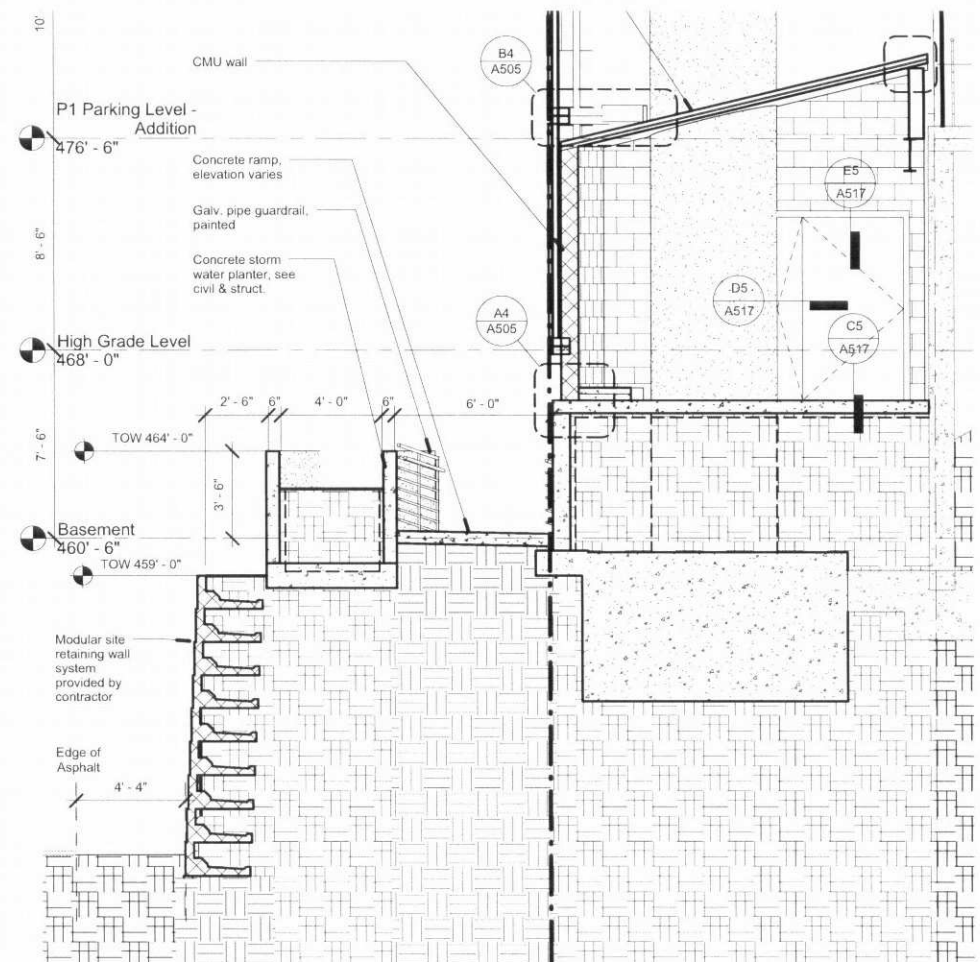 10'
CMU wall
B4
A505
P1 Parking Level -
Addition
476' - 6"
Concrete ramp,
elevation varies
E5
A517
Galv. pipe guardrail,
painted
8' - 6"
Concrete storm
water planter, see
civil & struct.
D5
A517
A4
A505
C5
A517
High Grade Level
468' - 0"
2' - 6"
6"
4' - 0"
6"
6' - 0"
TOW 464' - 0"
7' - 6"
3' - 6"
Basement
460' - 6"
TOW 459' - 0"
Modular site
retaining wall
system
provided by
contractor
Edge of
Asphalt
4' - 4"